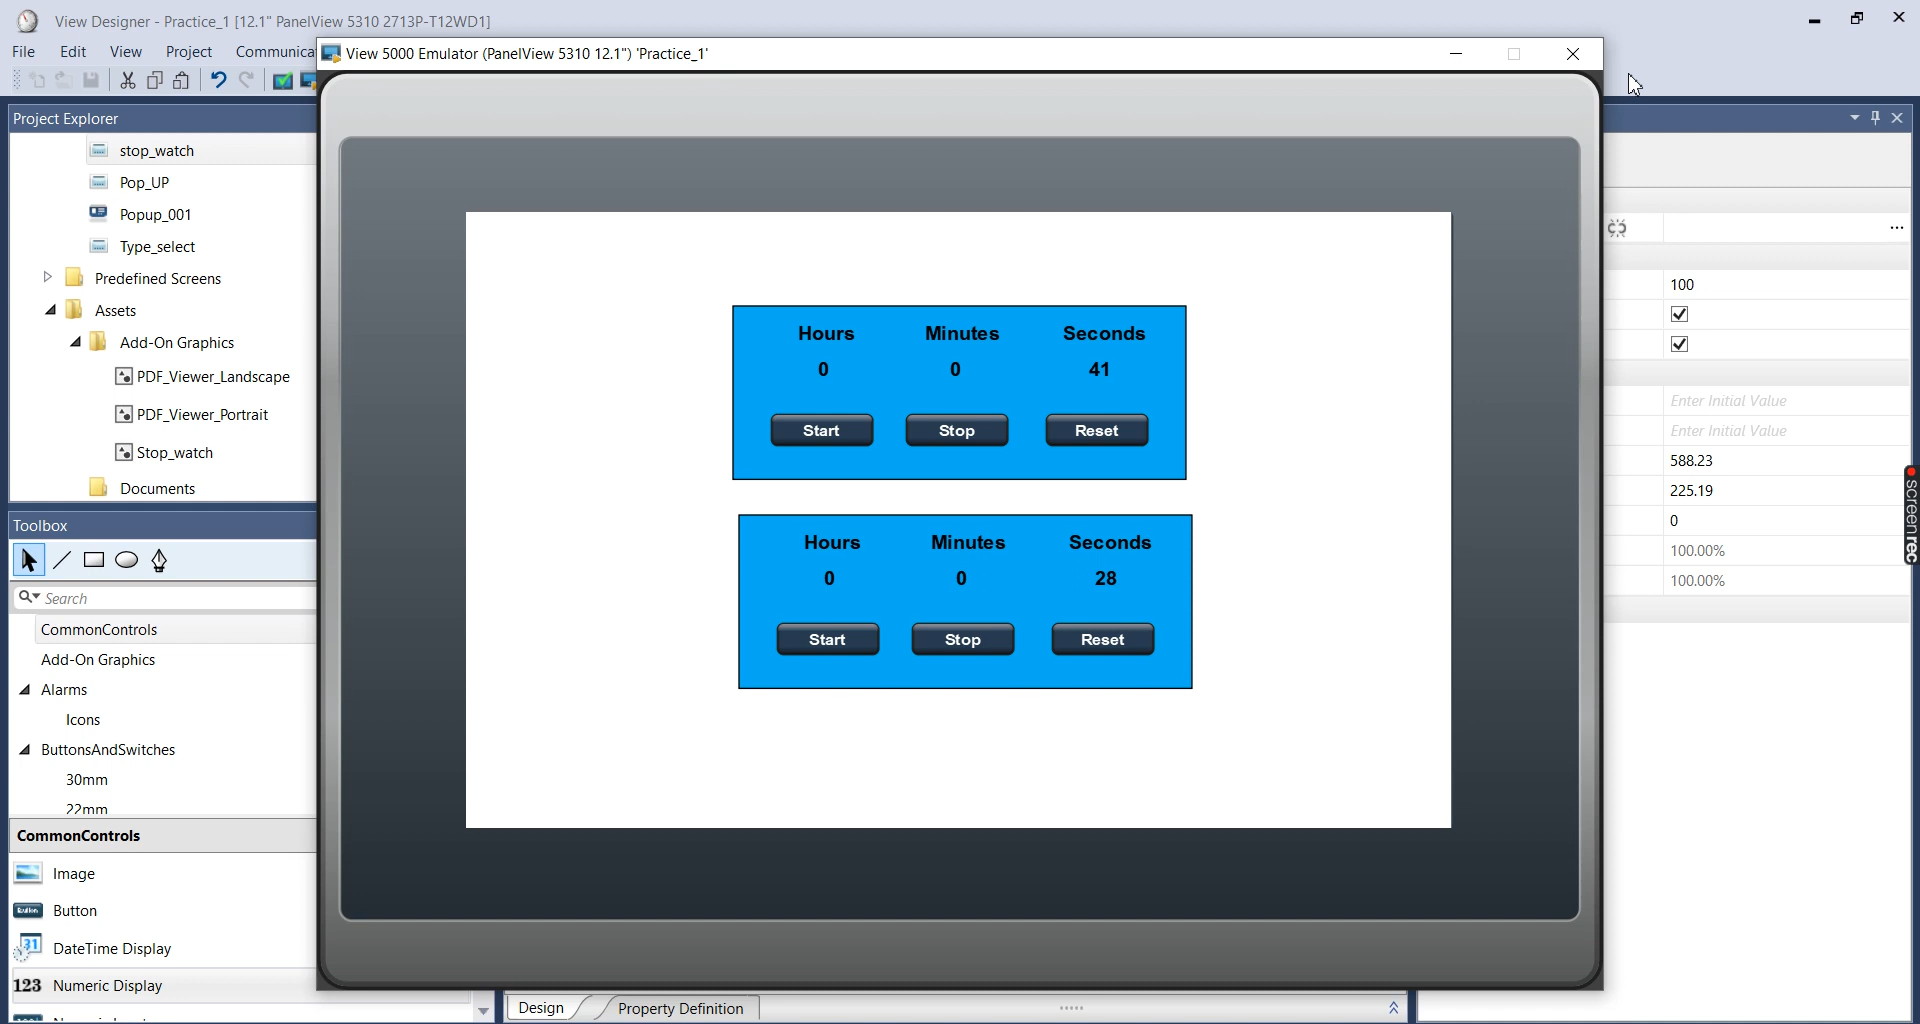 View Designer - Practice_1 [12.1" PanelView 5310 2713P-T12WD1]
File Edit View Project
View 5000 Emulator (PanelView 5310 12.1") 'Practice_1'
Project Explorer
stop_watch
Pop_UP
Popup_001
Type_select
Predefined Screens
Assets
Add-On Graphics
PDF_Viewer_Landscape
PDF_Viewer_Portrait
Stop_watch
Documents
Toolbox
Search
CommonControls
Add-On Graphics
Alarms
Icons
ButtonsAndSwitches
30mm
22mm
CommonControls
Image
Button
31
DateTime Display
123 Numeric Display
Hours Minutes Seconds
0 0 41
Start Stop Reset
Hours Minutes Seconds
0 0 28
Start Stop Reset
Design Property Definition
...
100
Enter Initial Value
Enter Initial Value
588.23
225.19
0
100.00%
100.00%
screenrec